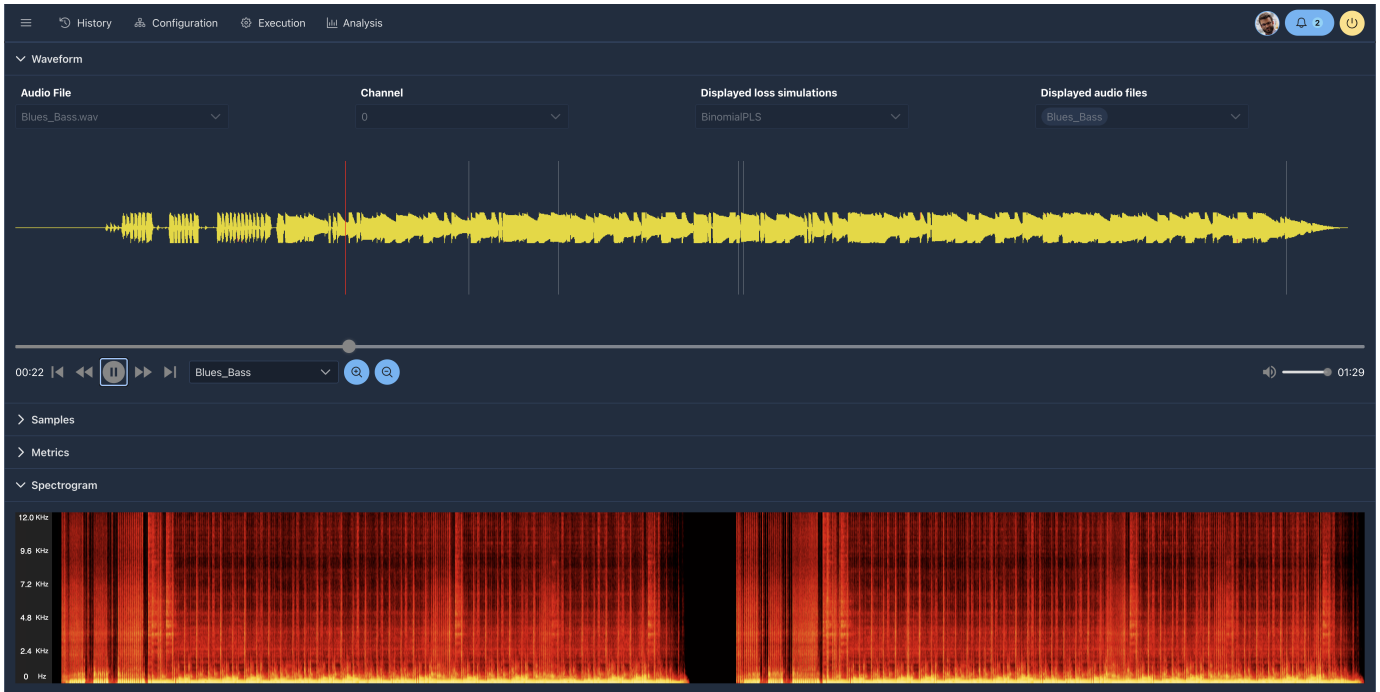 History Configuration Execution Analysis 2
Waveform
Audio File Channel Displayed loss simulations Displayed audio files
Blues_Bass.wav 0 BinomialPLS Blues_Bass
00:22 Blues_Bass 01:29
Samples
Metrics
Spectrogram
12.0 KHz
9.6 KHz
7.2 KHz
4.8 KHz
2.4 KHz
0 Hz